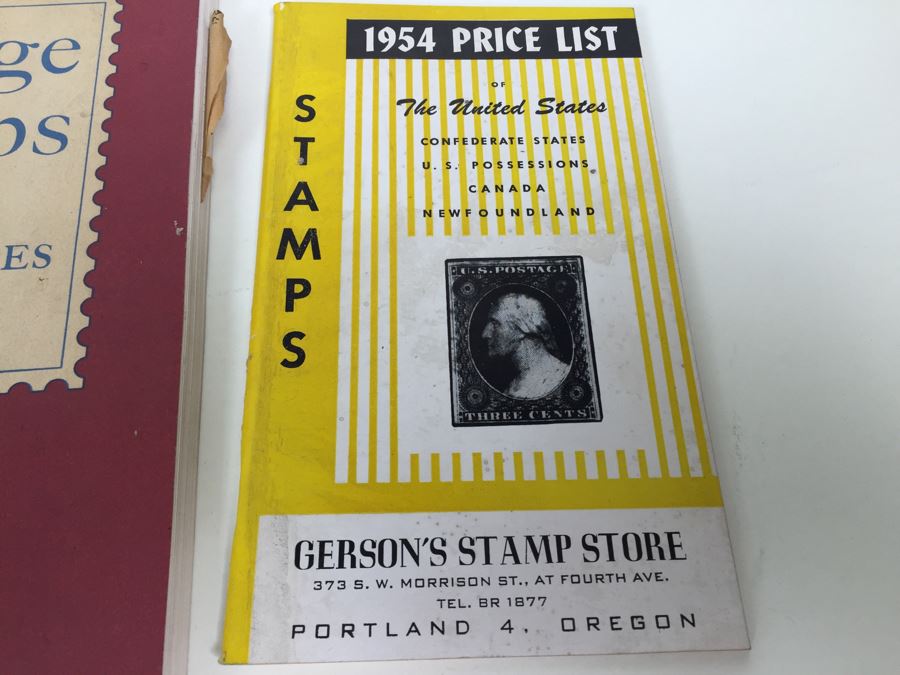 ge
ES
1954 PRICE LIST
OF
The United States
CONFEDERATE STATES
U. S. POSSESSIONS
CANADA
NEWFOUNDLAND
STAMPS
U.S. POSTAGE
THREE CENTS
GERSON'S STAMP STORE
373 S. W. MORRISON ST., AT FOURTH AVE.
TEL. BR 1877
PORTLAND 4, OREGON